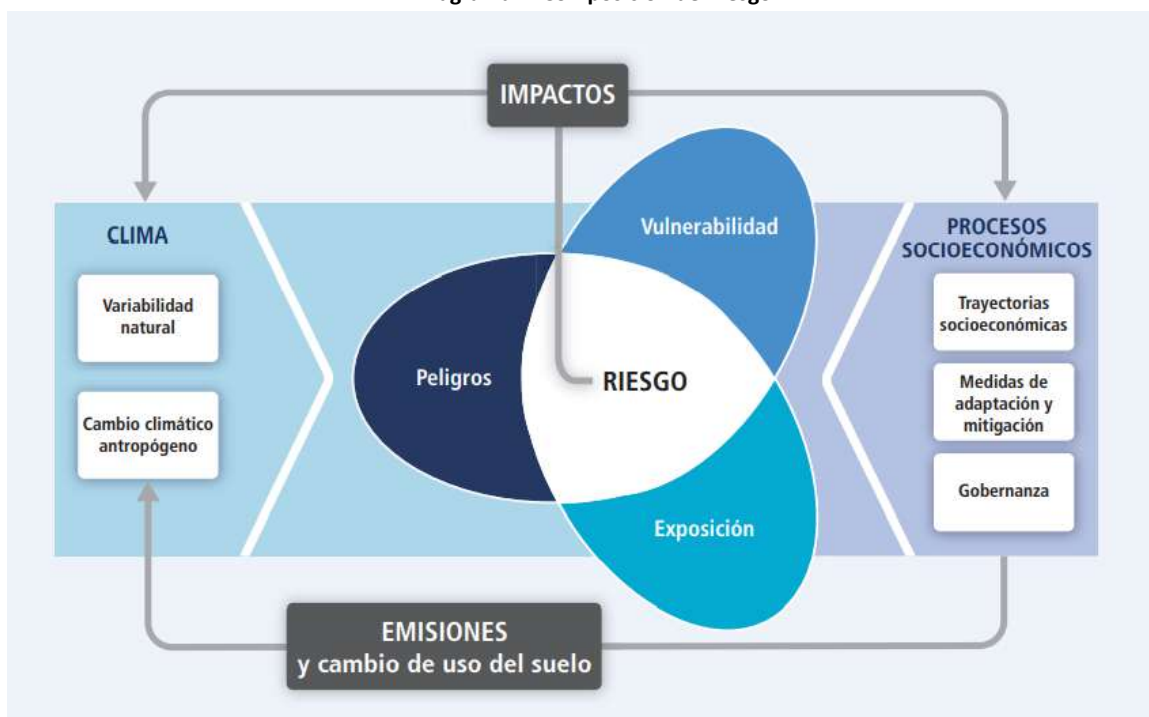 IMPACTOS
CLIMA
Variabilidad
natural
Cambio climático
antropógeno
Peligros
Vulnerabilidad
RIESGO
Exposición
PROCESOS
SOCIOECONÓMICOS
Trayectorias
socioeconómicas
Medidas de
adaptación y
mitigación
Gobernanza
EMISIONES
y cambio de uso del suelo